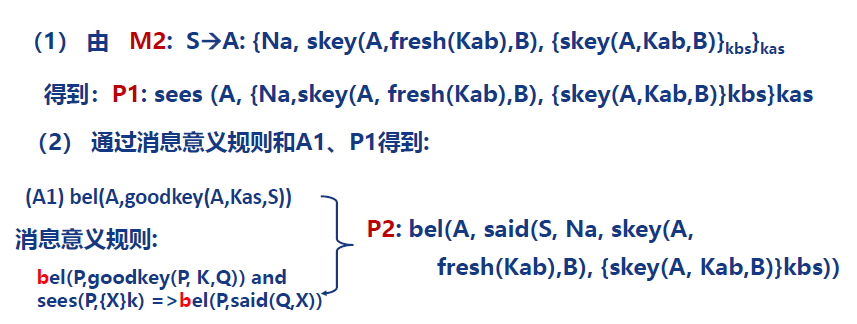 （1） 由 M2: S→A: {Na, skey(A,fresh(Kab),B), {skey(A,Kab,B)}kbs}kas
得到：P1: sees (A, {Na,skey(A, fresh(Kab),B), {skey(A,Kab,B)}kbs}kas
（2） 通过消息意义规则和A1、P1得到:
(A1) bel(A,goodkey(A,Kas,S))
消息意义规则:
bel(P,goodkey(P, K,Q)) and
sees(P,{X}k) =>bel(P,said(Q,X))
P2: bel(A, said(S, Na, skey(A,
fresh(Kab),B), {skey(A, Kab,B)}kbs))